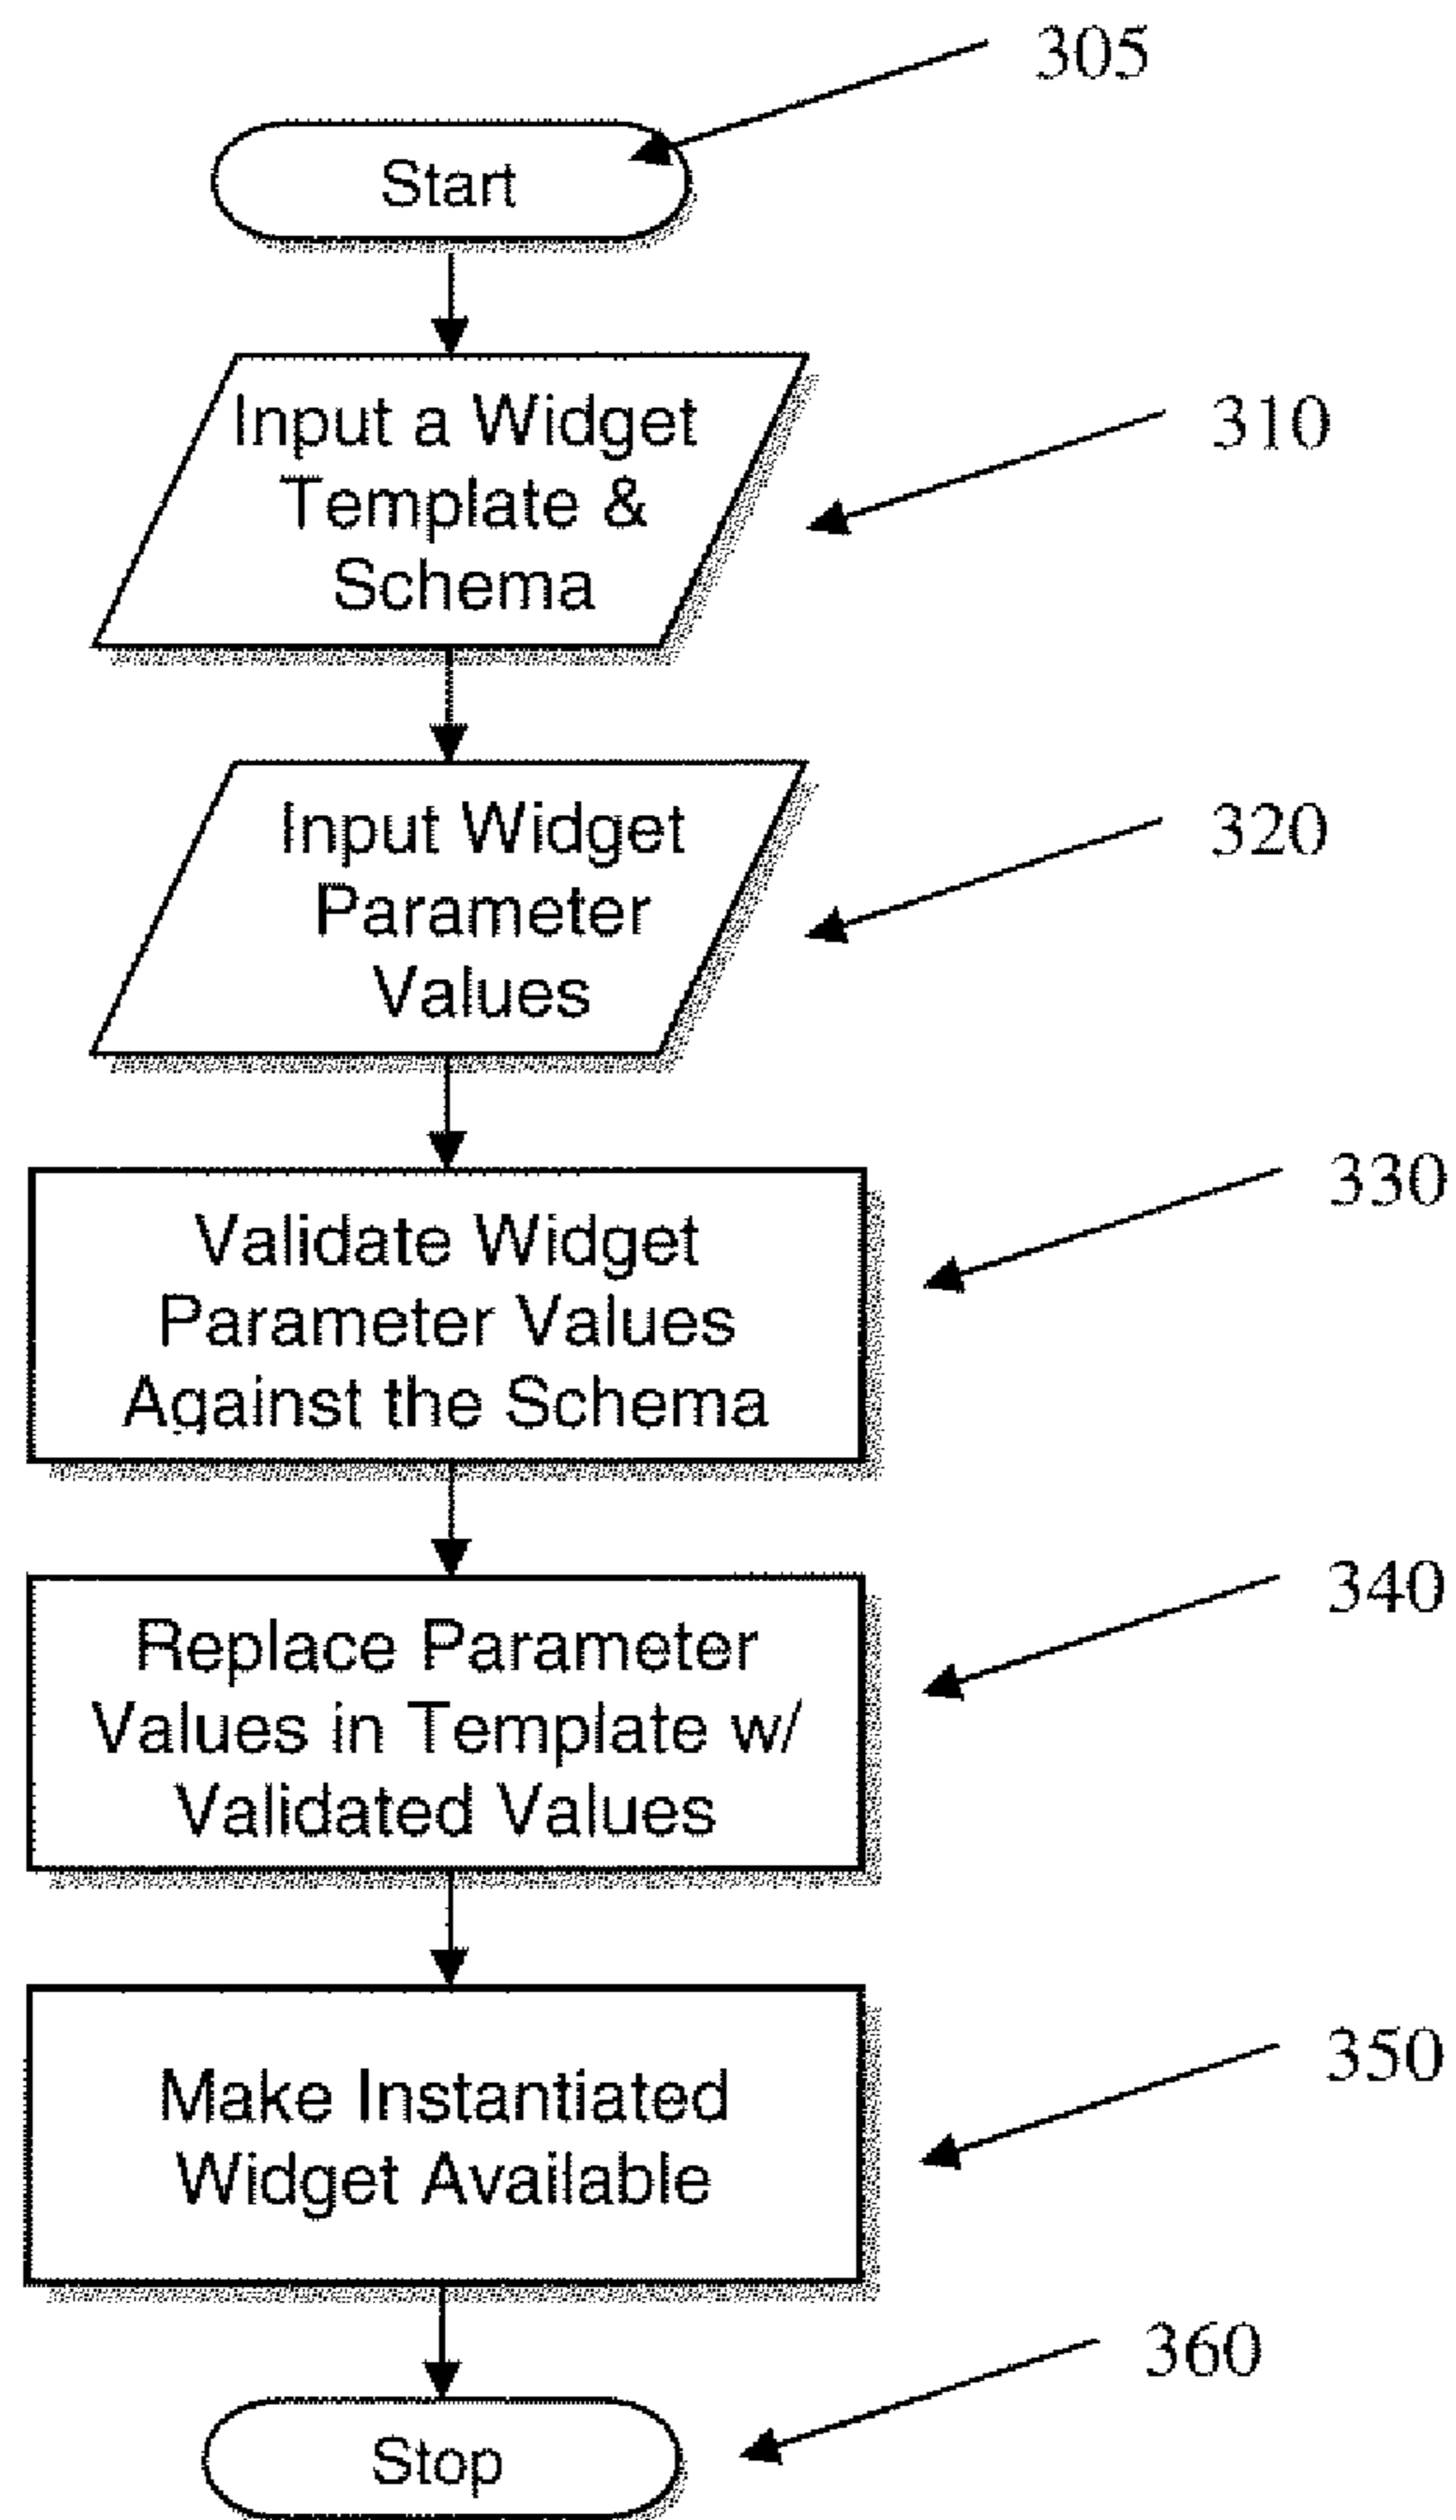 305
Start
Input a Widget
Template &
Schema
310
Input Widget
Parameter
Values
320
Validate Widget
Parameter Values
Against the Schema
330
Replace Parameter
Values in Template w/
Validated Values
340
Make Instantiated
Widget Available
350
Stop
360